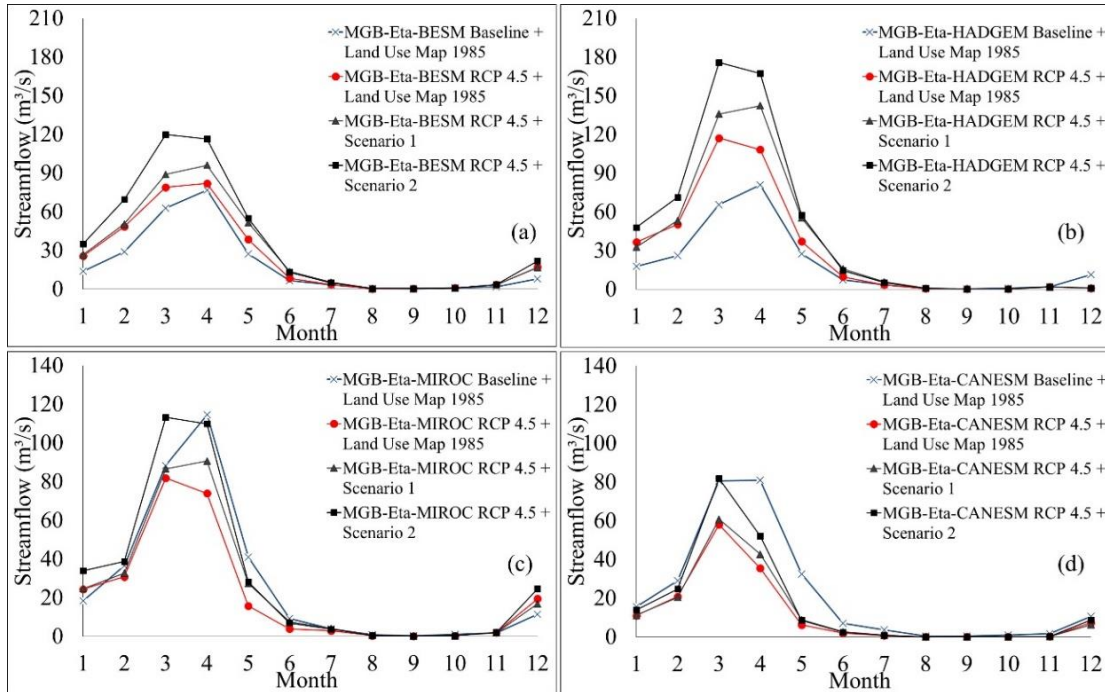 210
180
150
120
90
60
30
0
Streamflow (m³/s)
MGB-Eta-BESM Baseline +
Land Use Map 1985
MGB-Eta-BESM RCP 4.5 +
Land Use Map 1985
MGB-Eta-BESM RCP 4.5 +
Scenario 1
MGB-Eta-BESM RCP 4.5 +
Scenario 2
(a)
1 2 3 4 5 6 7 8 9 10 11 12
Month
210
180
150
120
90
60
30
0
Streamflow (m³/s)
MGB-Eta-HADGEM Baseline +
Land Use Map 1985
MGB-Eta-HADGEM RCP 4.5 +
Land Use Map 1985
MGB-Eta-HADGEM RCP 4.5 +
Scenario 1
MGB-Eta-HADGEM RCP 4.5 +
Scenario 2
(b)
1 2 3 4 5 6 7 8 9 10 11 12
Month
140
120
100
80
60
40
20
0
Streamflow (m³/s)
MGB-Eta-MIROC Baseline +
Land Use Map 1985
MGB-Eta-MIROC RCP 4.5 +
Land Use Map 1985
MGB-Eta-MIROC RCP 4.5 +
Scenario 1
MGB-Eta-MIROC RCP 4.5 +
Scenario 2
(c)
1 2 3 4 5 6 7 8 9 10 11 12
Month
140
120
100
80
60
40
20
0
Streamflow (m³/s)
MGB-Eta-CANESM Baseline +
Land Use Map 1985
MGB-Eta-CANESM RCP 4.5 +
Land Use Map 1985
MGB-Eta-CANESM RCP 4.5 +
Scenario 1
MGB-Eta-CANESM RCP 4.5 +
Scenario 2
(d)
1 2 3 4 5 6 7 8 9 10 11 12
Month